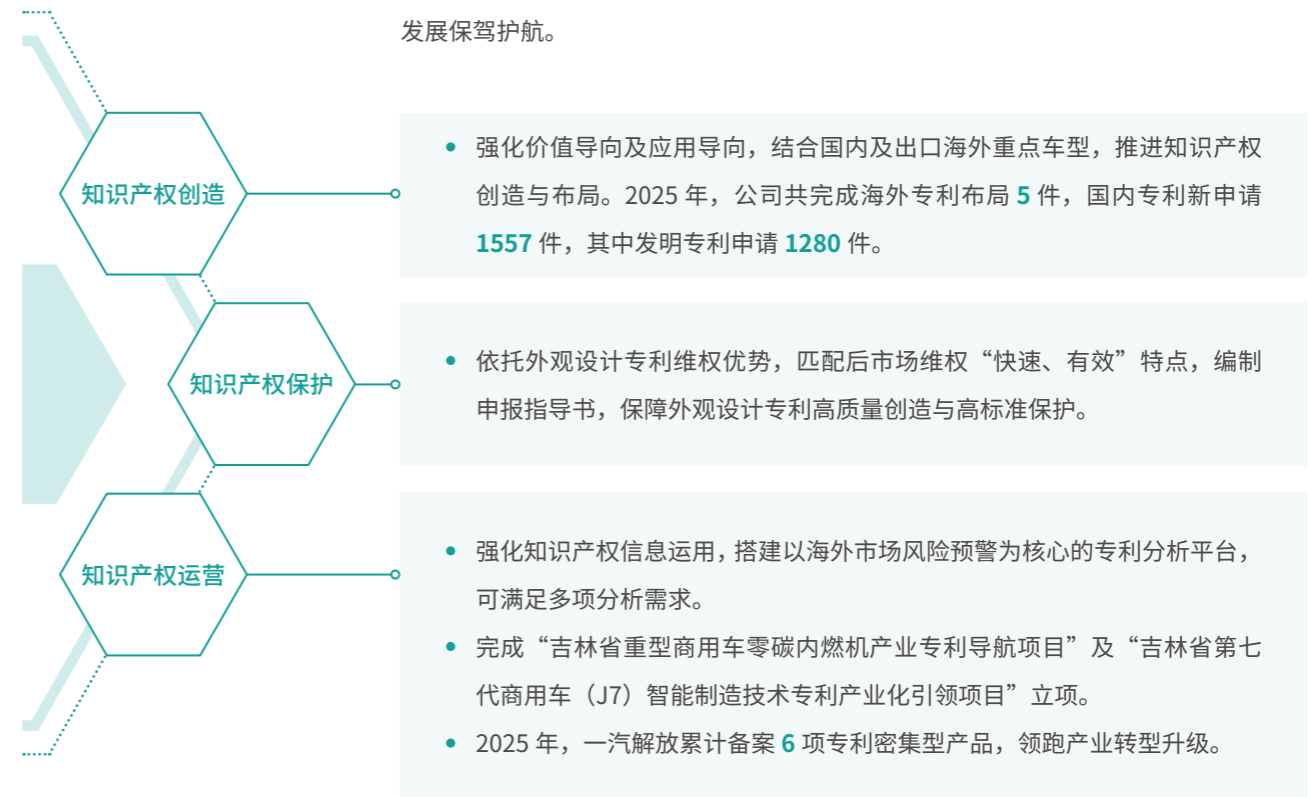 发展保驾护航。
知识产权创造
强化价值导向及应用导向，结合国内及出口海外重点车型，推进知识产权
创造与布局。2025 年，公司共完成海外专利布局 5 件，国内专利新申请
1557 件，其中发明专利申请 1280 件。
知识产权保护
依托外观设计专利维权优势，匹配后市场维权“快速、有效”特点，编制
申报指导书，保障外观设计专利高质量创造与高标准保护。
知识产权运营
强化知识产权信息运用，搭建以海外市场风险预警为核心的专利分析平台，
可满足多项分析需求。
完成“吉林省重型商用车零碳内燃机产业专利导航项目”及“吉林省第七
代商用车（J7）智能制造技术专利产业化引领项目”立项。
2025 年，一汽解放累计备案 6 项专利密集型产品，领跑产业转型升级。